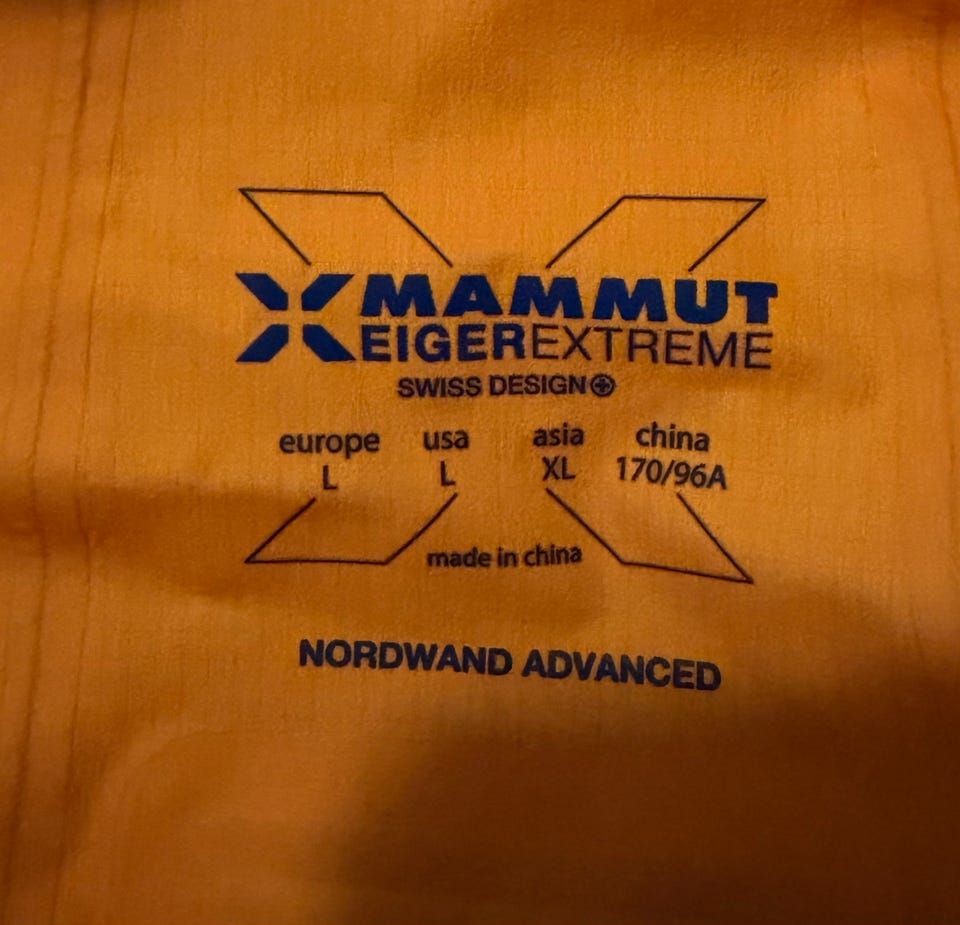 MAMMUT
EIGEREXTREME
SWISS DESIGN
europe usa asia china
L L XL 170/96A
made in china
NORDWAND ADVANCED